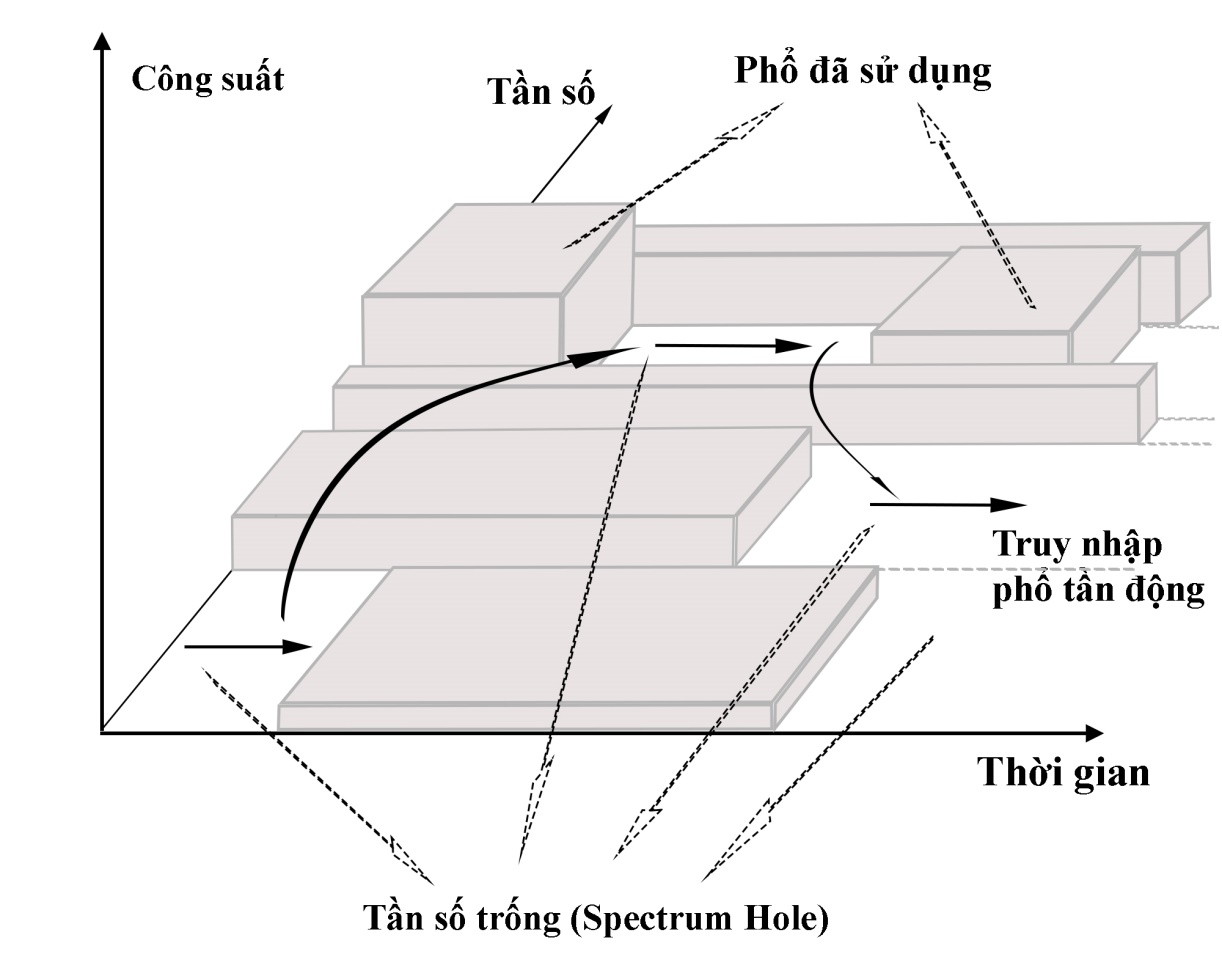 Công suất
Tần số
Phổ đã sử dụng
Truy nhập
phổ tần động
Thời gian
Tần số trống (Spectrum Hole)